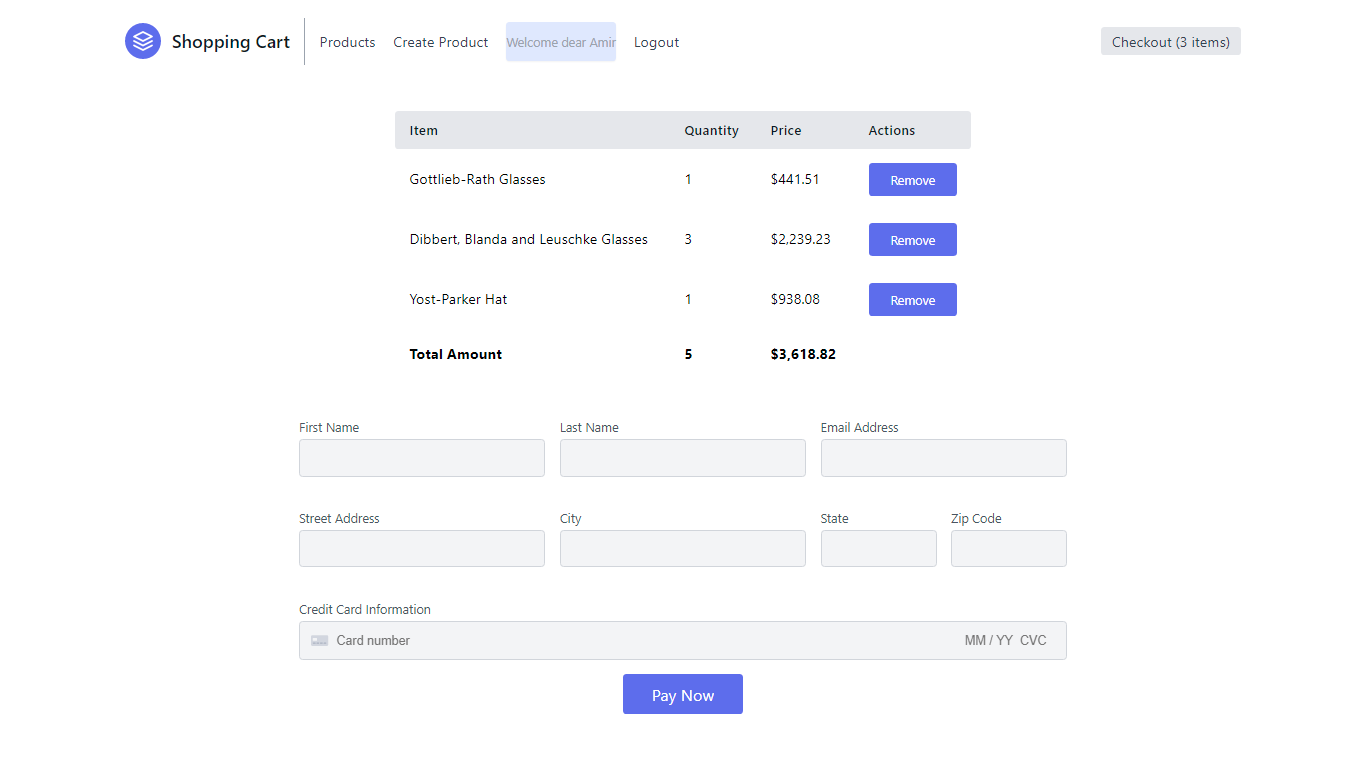 Shopping Cart Products Create Product Welcome dear Amir Logout Checkout (3 items)
Item Quantity Price Actions
Gottlieb-Rath Glasses 1 $441.51 Remove
Dibbert, Blanda and Leuschke Glasses 3 $2,239.23 Remove
Yost-Parker Hat 1 $938.08 Remove
Total Amount 5 $3,618.82
First Name Last Name Email Address
Street Address City State Zip Code
Credit Card Information
Card number MM / YY CVC
Pay Now